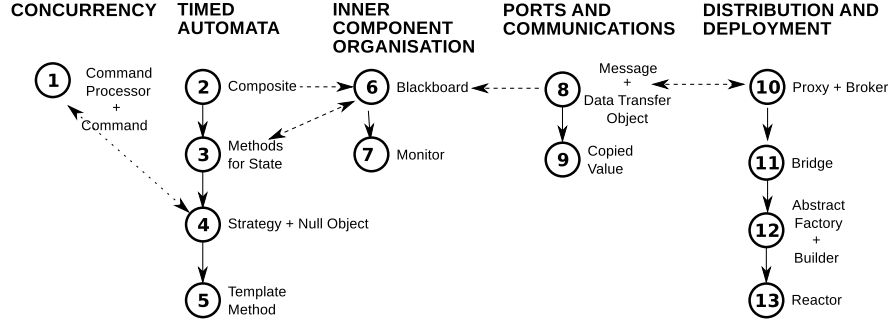 CONCURRENCY
TIMED
AUTOMATA
INNER
COMPONENT
ORGANISATION
PORTS AND
COMMUNICATIONS
DISTRIBUTION AND
DEPLOYMENT
1
Command
Processor
+
Command
2
Composite
3
Methods
for State
4
Strategy + Null Object
5
Template
Method
6
Blackboard
7
Monitor
8
Message
+
Data Transfer
Object
9
Copied
Value
10
Proxy + Broker
11
Bridge
12
Abstract
Factory
+
Builder
13
Reactor